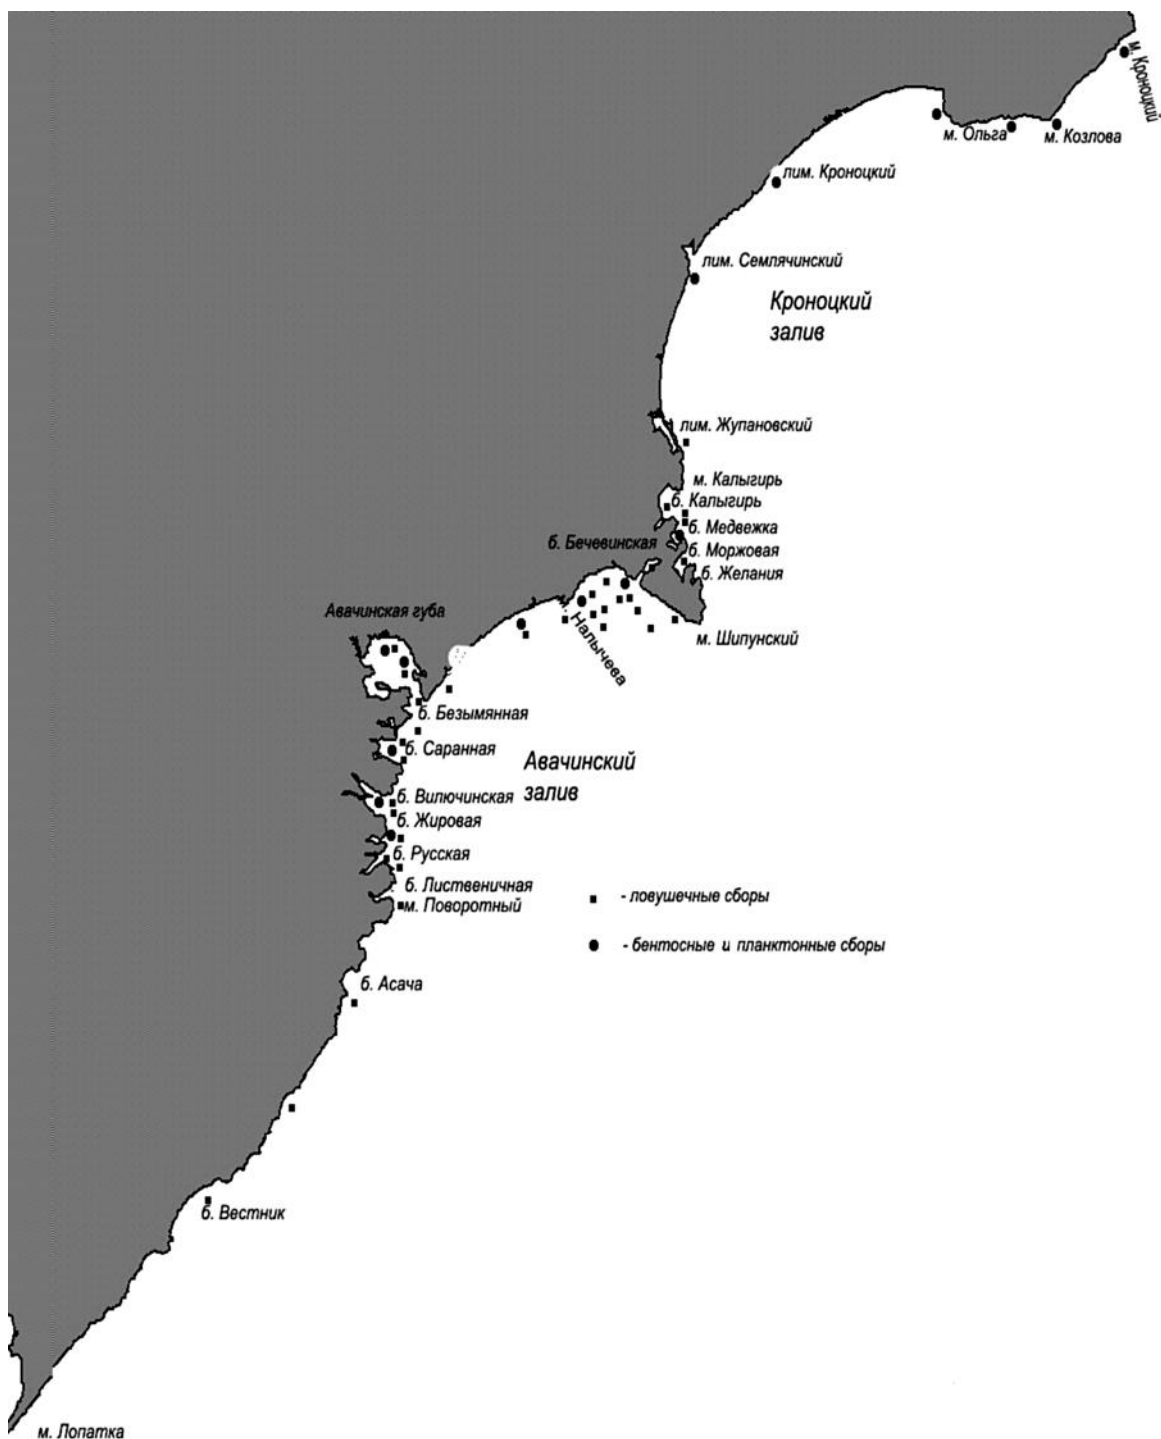 м. Кроноцкий
м. Ольга
м. Козлова
лим. Кроноцкий
лим. Семлячинский
Кроноцкий
залив
лим. Жупановский
м. Калыгирь
б. Калыгирь
б. Медвежка
б. Бечевинская
б. Моржовая
б. Желания
Авачинская губа
м. Шипунский
Налычева
б. Безымянная
б. Саранная
Авачинский
залив
б. Вилючинская
б. Жировая
б. Русская
б. Лиственичная
м. Поворотный
- ловушечные сборы
- бентосные и планктонные сборы
б. Асача
б. Вестник
м. Лопатка